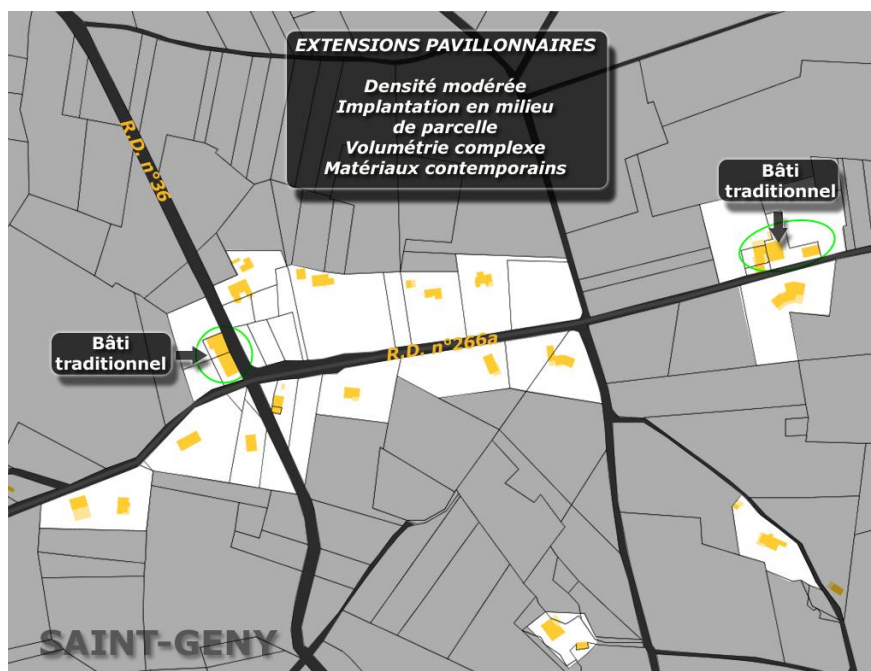 EXTENSIONS PAVILLONNAIRES
Densité modérée
Implantation en milieu
de parcelle
Volumétrie complexe
Matériaux contemporains
R.D. n°36
Bâti
traditionnel
Bâti
traditionnel
R.D. n°266a
SAINT-GENY